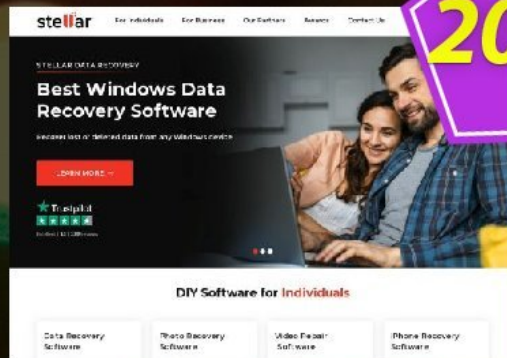 stellar
For Individuals For Business Our Partners Awards Contact Us
20
STELLAR DATA RECOVERY
Best Windows Data
Recovery Software
Recover lost or deleted data from any Windows device
LEARN MORE
Trustpilot
DIY Software for Individuals
Data Recovery
Software
Photo Recovery
Software
Video Repair
Software
iPhone Recovery
Software